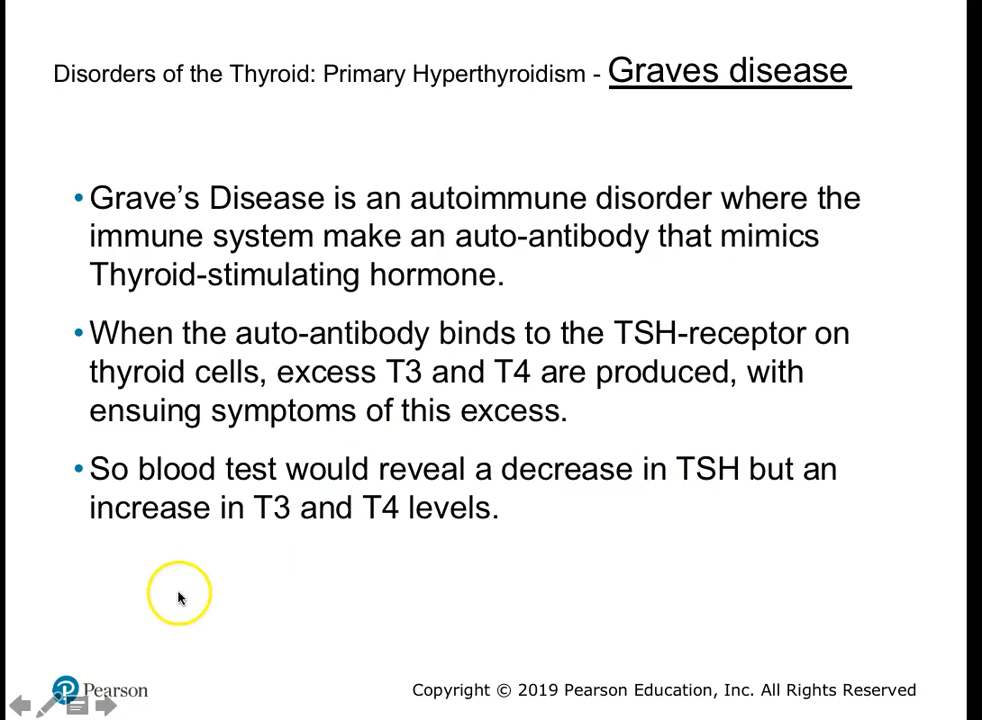 Disorders of the Thyroid: Primary Hyperthyroidism - Graves disease
• Grave’s Disease is an autoimmune disorder where the
immune system make an auto-antibody that mimics
Thyroid-stimulating hormone.
• When the auto-antibody binds to the TSH-receptor on
thyroid cells, excess T3 and T4 are produced, with
ensuing symptoms of this excess.
• So blood test would reveal a decrease in TSH but an
increase in T3 and T4 levels.
Pearson
Copyright © 2019 Pearson Education, Inc. All Rights Reserved